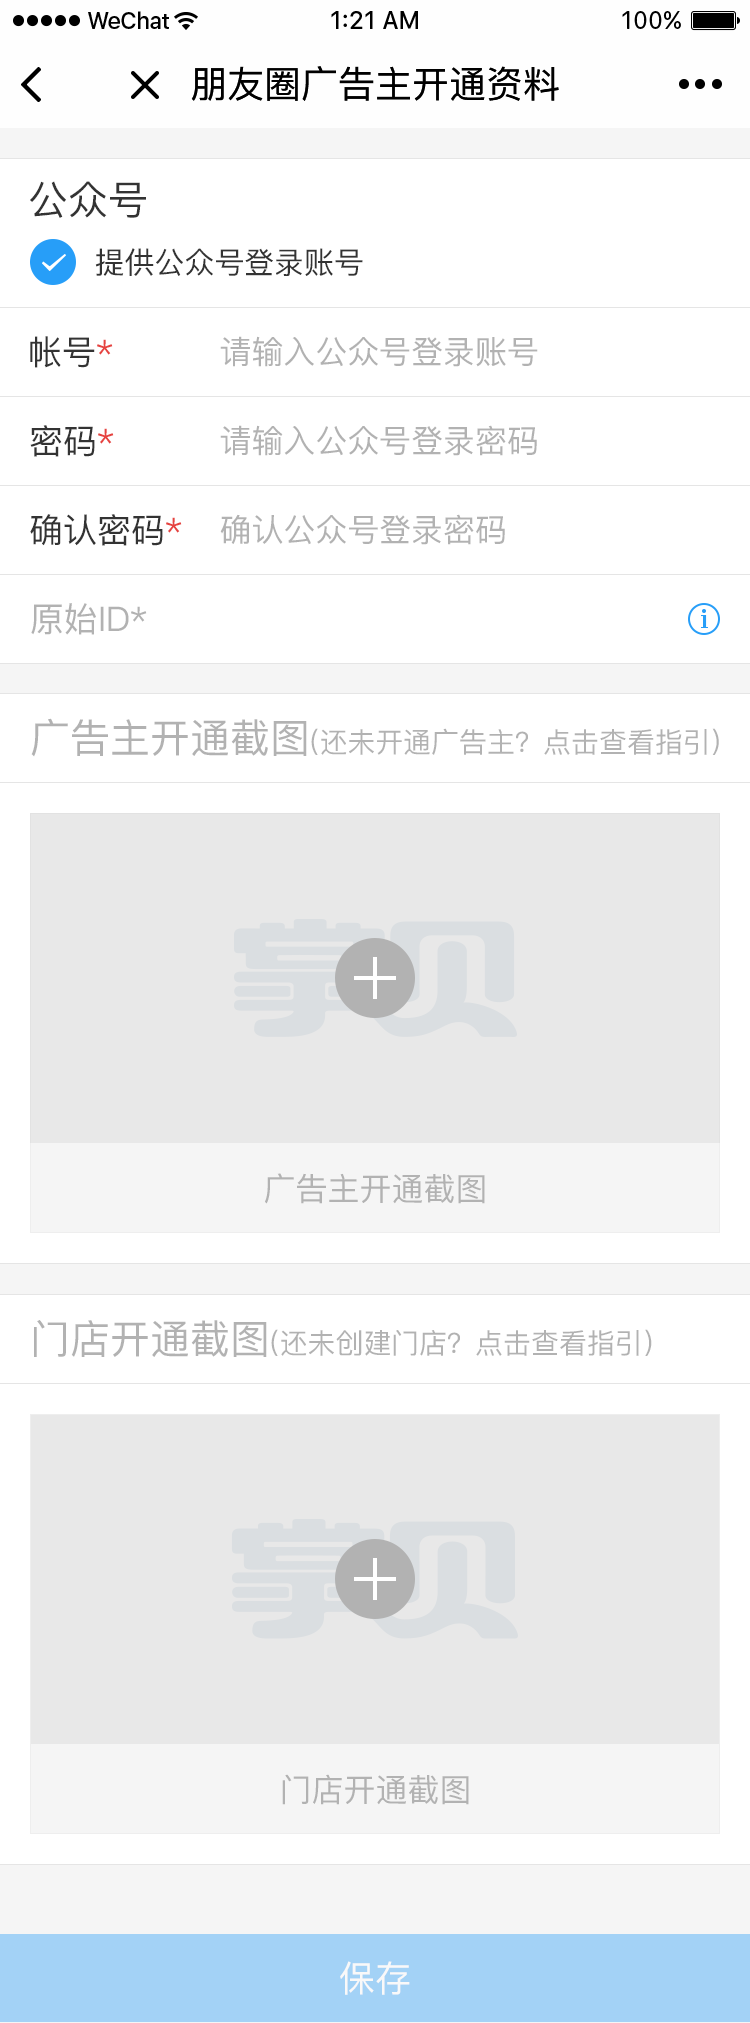 ●●●●● WeChat 1:21 AM 100%
朋友圈广告主开通资料
公众号
提供公众号登录账号
帐号* 请输入公众号登录账号
密码* 请输入公众号登录密码
确认密码* 确认公众号登录密码
原始ID*
广告主开通截图(还未开通广告主？点击查看指引)
掌贝
广告主开通截图
门店开通截图(还未创建门店？点击查看指引)
掌贝
门店开通截图
保存